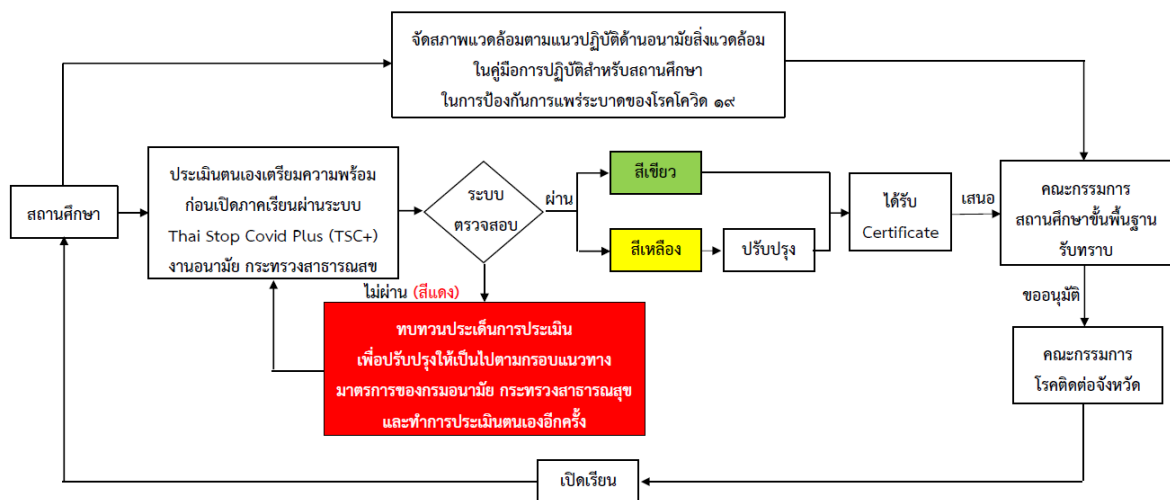 จัดสภาพแวดล้อมตามแนวปฏิบัติด้านอนามัยสิ่งแวดล้อม
ในคู่มือการปฏิบัติสำหรับสถานศึกษา
ในการป้องกันการแพร่ระบาดของโรคโควิด ๑๙
สถานศึกษา
ประเมินตนเองเตรียมความพร้อม
ก่อนเปิดภาคเรียนผ่านระบบ
Thai Stop Covid Plus (TSC+)
งานอนามัย กระทรวงสาธารณสข
ระบบ
ตรวจสอบ
ผ่าน
สีเขียว
สีเหลือง
ปรับปรุง
ได้รับ
Certificate
เสนอ
คณะกรรมการ
สถานศึกษาขั้นพื้นฐาน
รับทราบ
ไม่ผ่าน (สีแดง)
ทบทวนประเด็นการประเมิน
เพื่อปรับปรุงให้เป็นไปตามกรอบแนวทาง
มาตรการของกรมอนามัย กระทรวงสาธารณสุข
และทำการประเมินตนเองอีกครั้ง
ขออนุมัติ
คณะกรรมการ
โรคติดต่อจังหวัด
เปิดเรียน